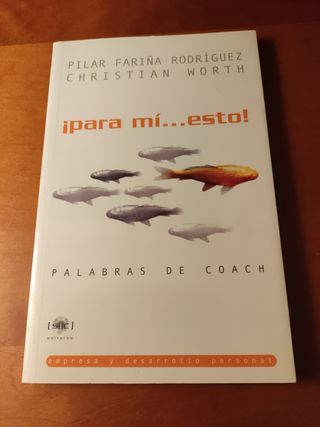 PILAR FARIÑA RODRÍGUEZ
CHRISTIAN WORTH
¡para mí...esto!
PALABRAS DE COACH
editores
empresa y desarrollo personal